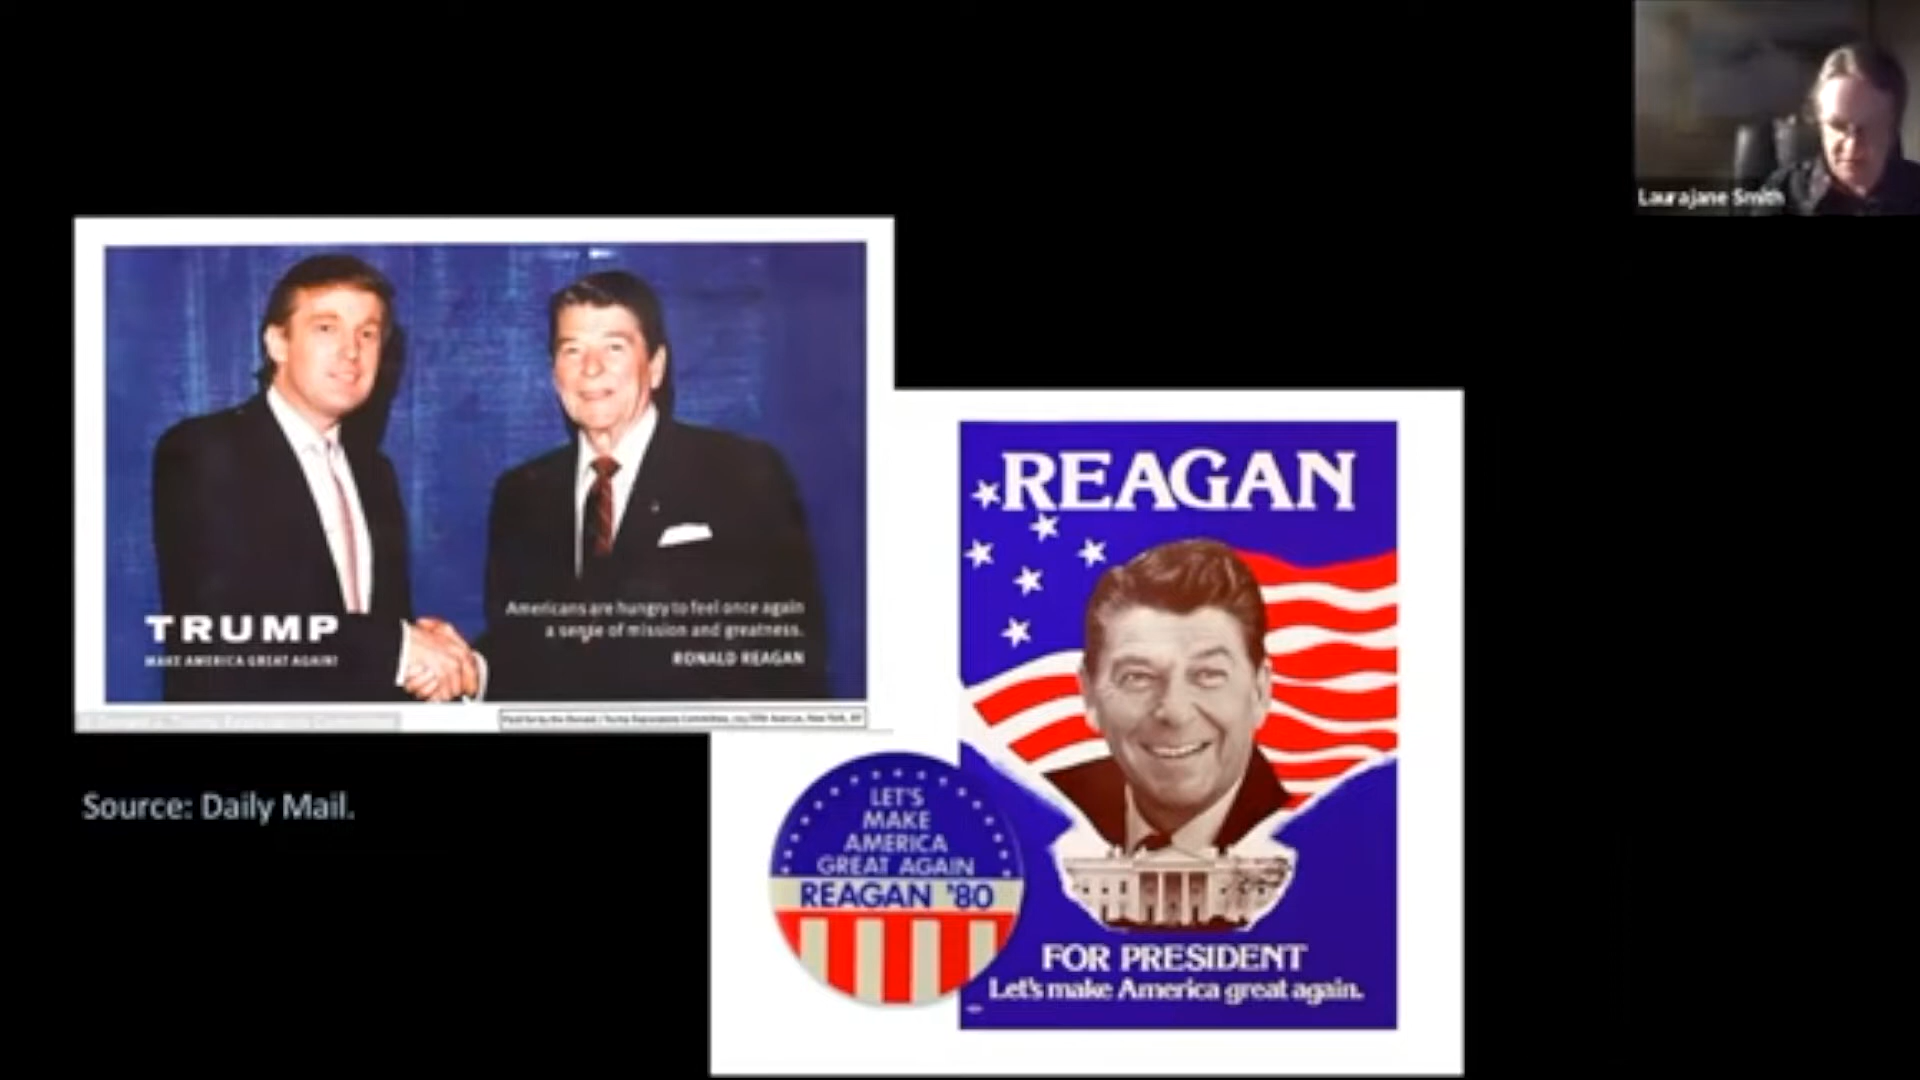 Laurajane Smith
TRUMP
MAKE AMERICA GREAT AGAIN!
Americans are hungry to feel once again
a sense of mission and greatness.
RONALD REAGAN
Source: Daily Mail.
REAGAN
FOR PRESIDENT
Let's make America great again.
LET'S
MAKE
AMERICA
GREAT AGAIN
REAGAN '80